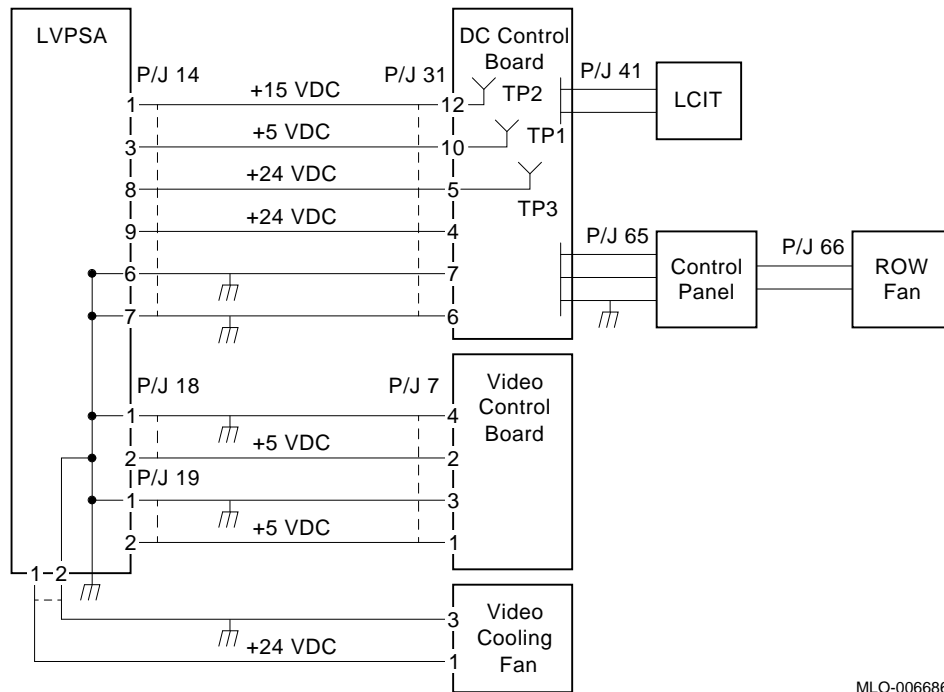 LVPSA
DC Control
Board
P/J 14
P/J 31
P/J 41
1
+15 VDC
12
TP2
LCIT
3
+5 VDC
10
TP1
8
+24 VDC
5
TP3
9
+24 VDC
4
P/J 65
P/J 66
6
7
Control
Panel
ROW
Fan
7
6
P/J 18
P/J 7
Video
Control
Board
1
4
2
+5 VDC
2
P/J 19
1
3
2
+5 VDC
1
1
2
3
Video
Cooling
Fan
+24 VDC
1
MLO-006686